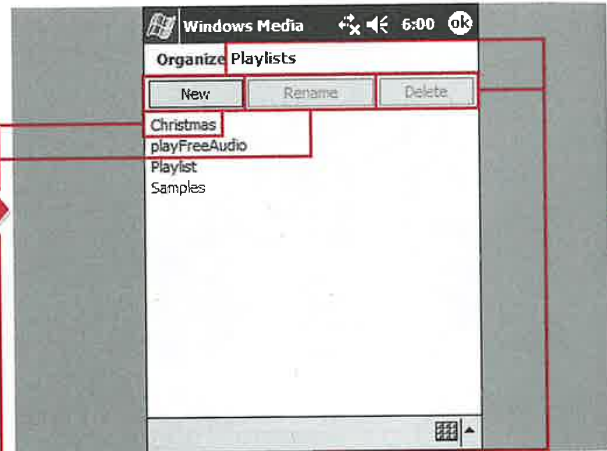 Windows Media 6:00 ok
Organize Playlists
New Rename Delete
Christmas
playFreeAudio
Playlist
Samples